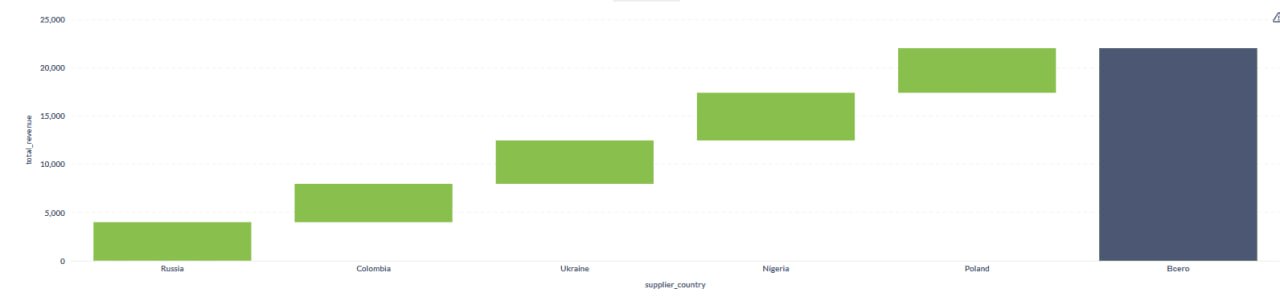 25,000
20,000
15,000
10,000
5,000
0
total_revenue
Russia
Colombia
Ukraine
Nigeria
Poland
Всего
supplier_country